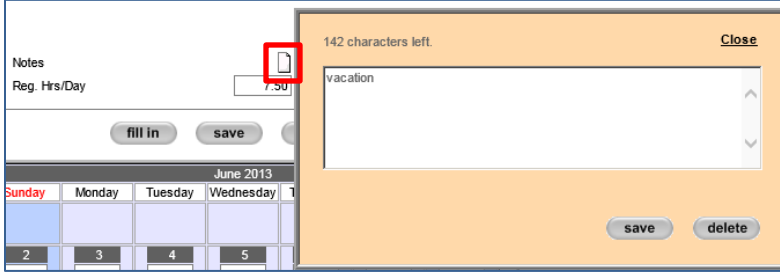 Notes
Reg. Hrs/Day 7.50
fill in save
June 2013
Sunday Monday Tuesday Wednesday
2 3 4 5
142 characters left. Close
vacation
save delete